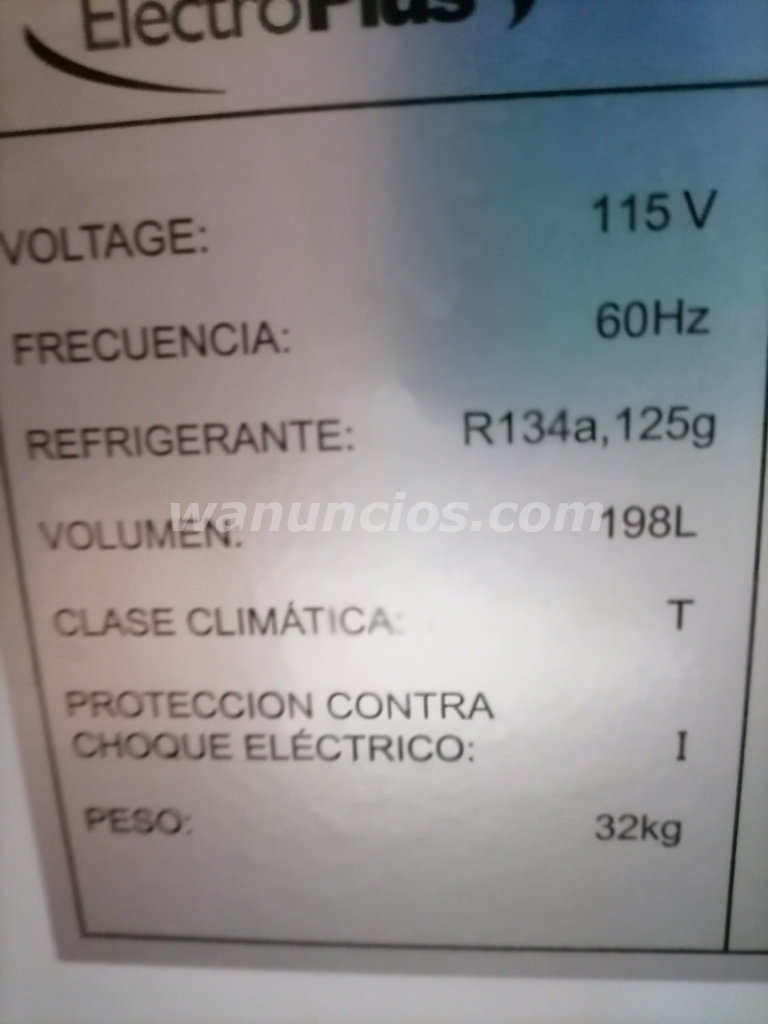 ElectroPlus
VOLTAGE: 115 V
FRECUENCIA: 60Hz
REFRIGERANTE: R134a,125g
VOLUMEN: 198L
wanuncios.com
CLASE CLIMÁTICA: T
PROTECCION CONTRA
CHOQUE ELÉCTRICO: I
PESO: 32kg